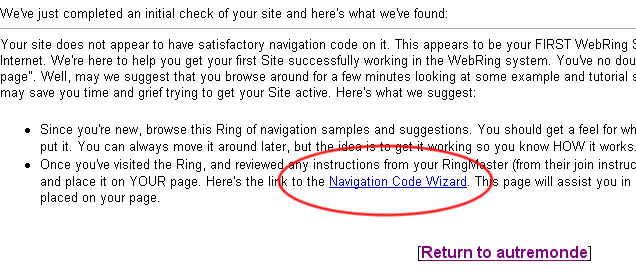 We've just completed an initial check of your site and here's what we've found:
Your site does not appear to have satisfactory navigation code on it. This appears to be your FIRST WebRing S
Internet. We're here to help you get your first Site successfully working in the WebRing system. You've no dou
page". Well, may we suggest that you browse around for a few minutes looking at some example and tutorial s
may save you time and grief trying to get your Site active. Here's what we suggest:
Since you're new, browse this Ring of navigation samples and suggestions. You should get a feel for wh
put it. You can always move it around later, but the idea is to get it working so you know HOW it works.
Once you've visited the Ring, and reviewed any instructions from your RingMaster (from their join instruc
and place it on YOUR page. Here's the link to the Navigation Code Wizard. This page will assist you in
placed on your page.
[Return to autremonde]